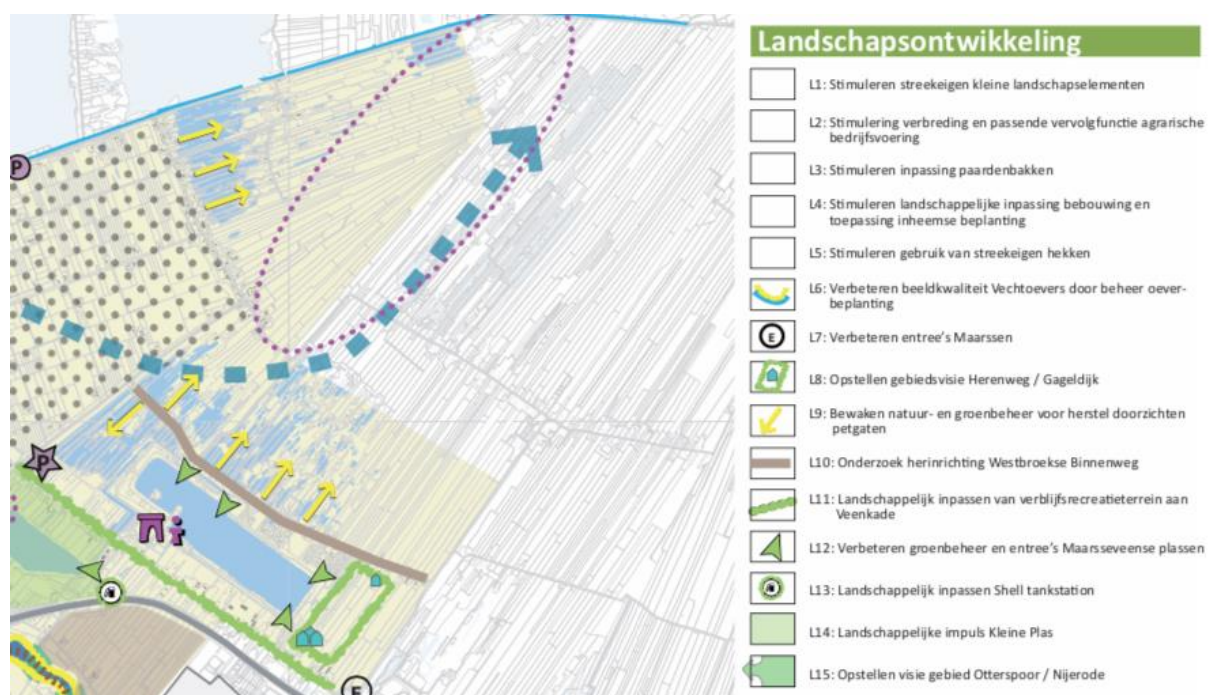 Landschapsontwikkeling
L1: Stimuleren streekeigen kleine landschapselementen
L2: Stimulering verbreding en passende vervolgfunctie agrarische
bedrijfsvoering
L3: Stimuleren inpassing paardenbakken
L4: Stimuleren landschappelijke inpassing bebouwing en
toepassing inheemse beplanting
L5: Stimuleren gebruik van streekeigen hekken
L6: Verbeteren beeldkwaliteit Vechtoevers door beheer oever-
beplanting
E L7: Verbeteren entree's Maarssen
L8: Opstellen gebiedsvisie Herenweg / Gageldijk
L9: Bewaken natuur- en groenbeheer voor herstel doorzichten
petgaten
L10: Onderzoek herinrichting Westbroekse Binnenweg
L11: Landschappelijk inpassen van verblijfsrecreatieterrein aan
Veenkade
L12: Verbeteren groenbeheer en entree's Maarsseveense plassen
L13: Landschappelijk inpassen Shell tankstation
L14: Landschappelijke impuls Kleine Plas
L15: Opstellen visie gebied Otterspoor / Nijerode
P
P
E